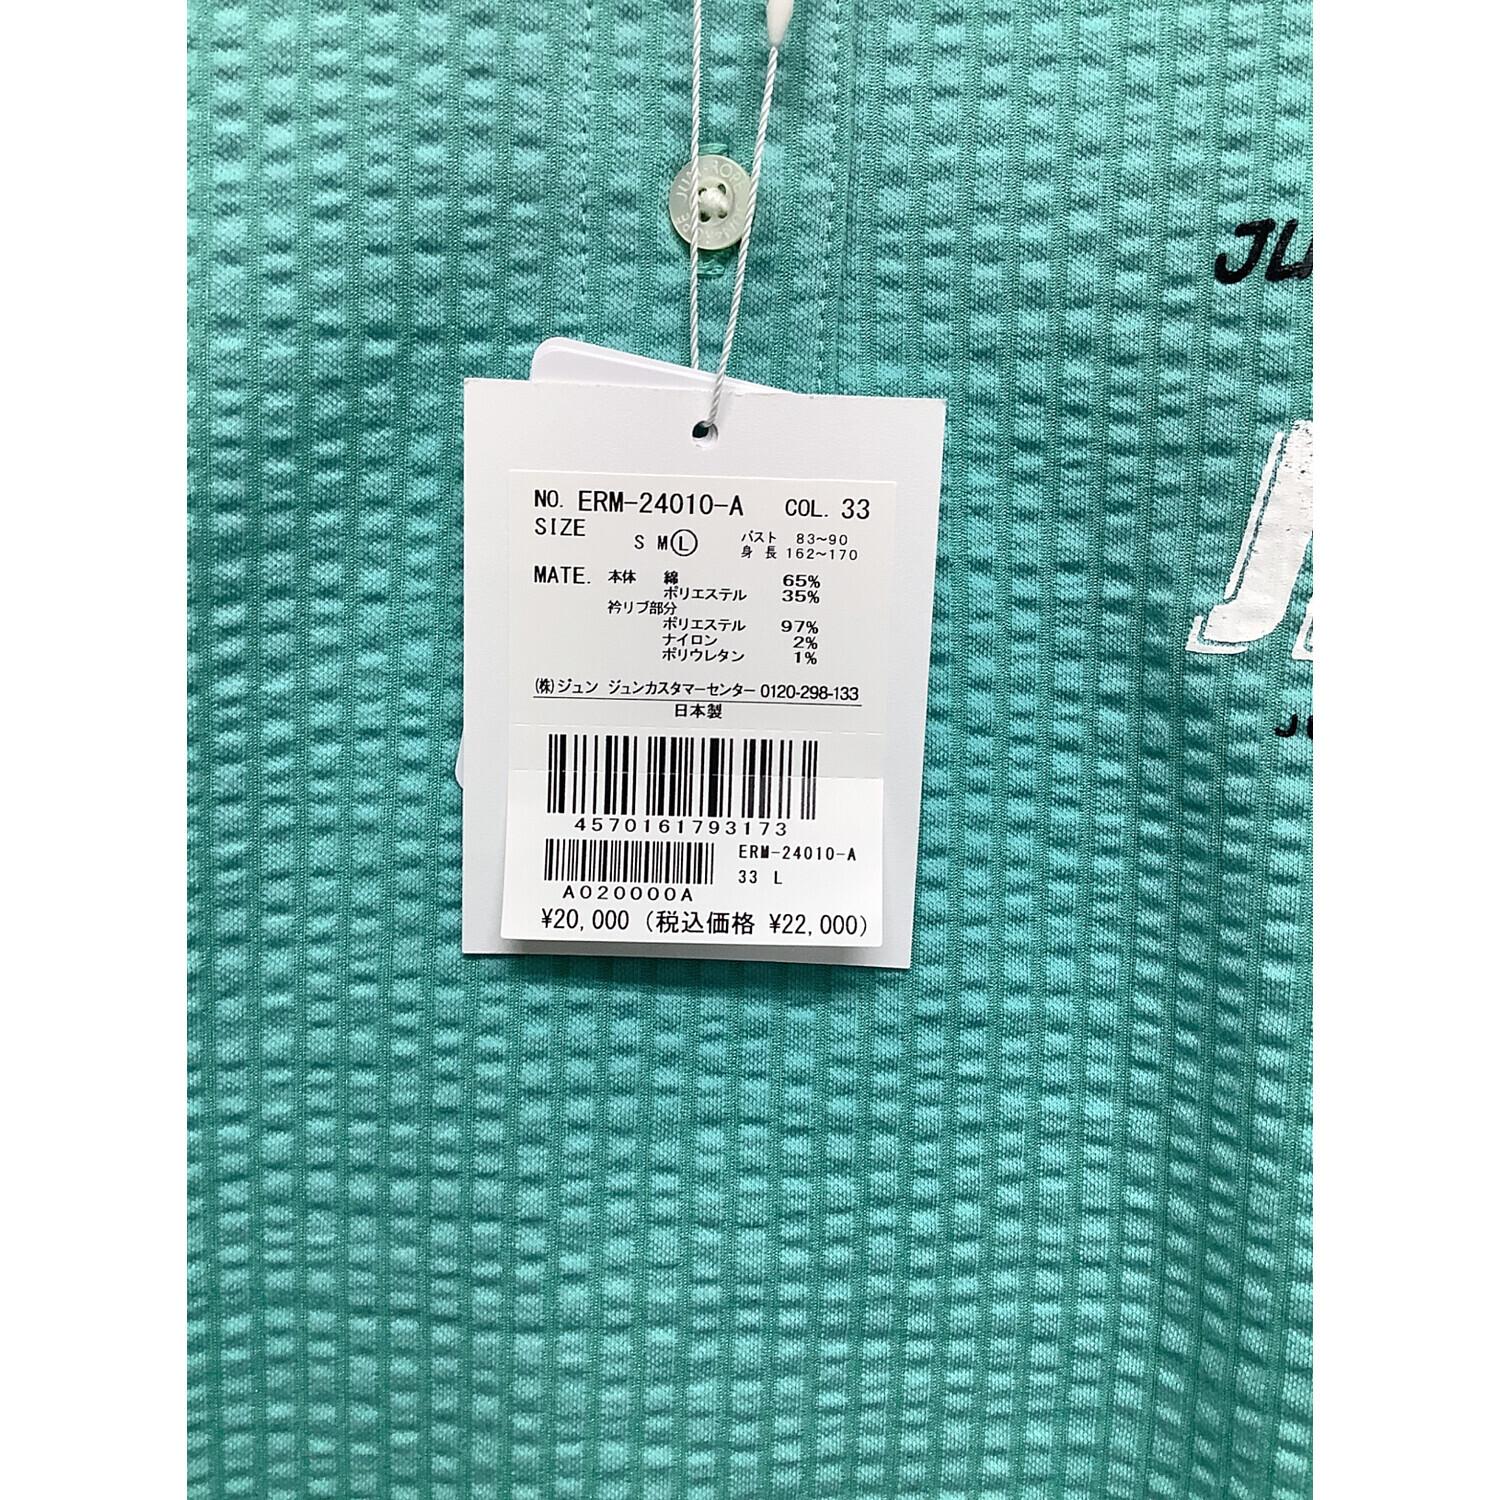 JUN&ROPE
JU
NO. ERM-24010-A COL. 33
SIZE S M L バスト 83~90
身長 162~170
MATE. 本体 綿 65%
ポリエステル 35%
衿リブ部分
ポリエステル 97%
ナイロン 2%
ポリウレタン 1%
(株)ジュン ジュンカスタマーセンター 0120-298-133
日本製
4570161793173
ERM-24010-A
33 L
A020000A
¥20,000 (税込価格 ¥22,000)